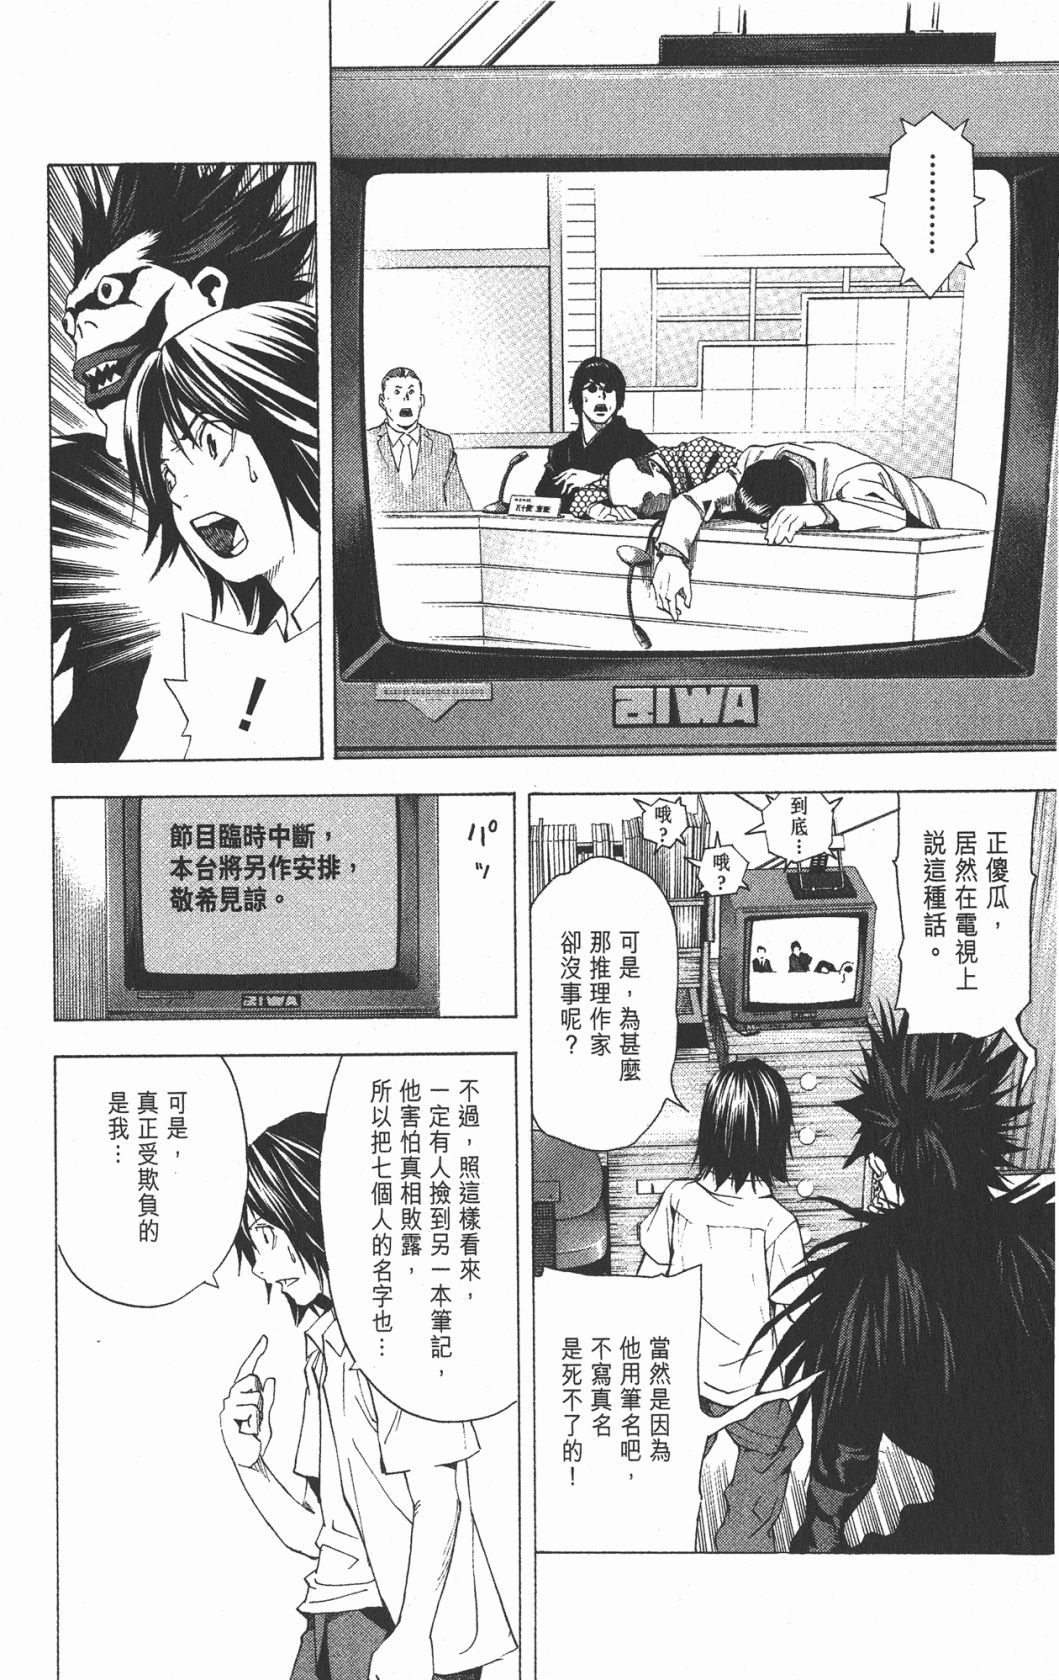 …………
AWIS
！
正傻瓜，
居然在電視上
說這種話。
到底…
哦？
哦？
可是，為甚麼
那推理作家
卻沒事呢？
當然是因為
他用筆名吧，
不寫真名
是死不了的！
パッ
節目臨時中斷，
本台將另作安排，
敬希見諒。
AWIS
不過，照這樣看來，
一定有人撿到另一本筆記，
他害怕真相敗露，
所以把七個人的名字也…
可是，
真正受欺負的
是我…